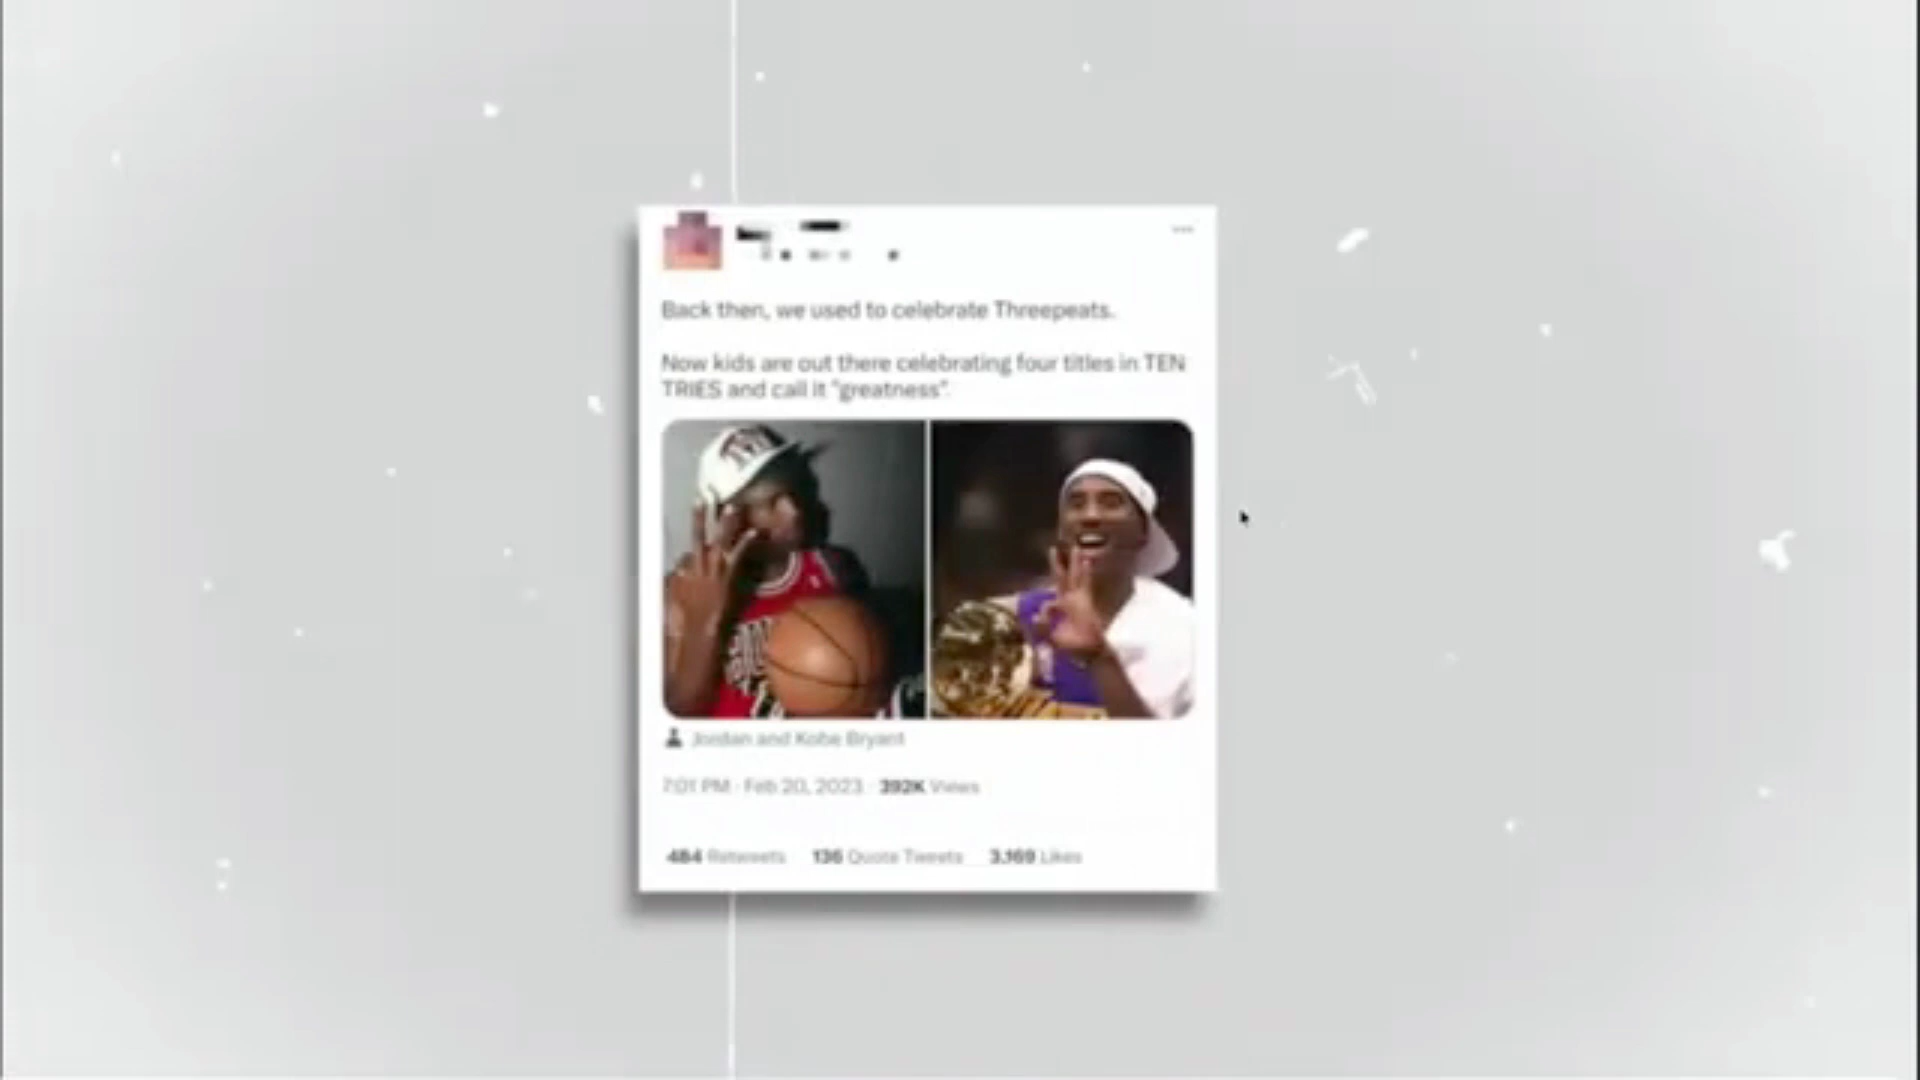 Back then, we used to celebrate Threepeats.
Now kids are out there celebrating four titles in TEN
TRIES and call it "greatness".
Jordan and Kobe Bryant
7:01 PM · Feb 20, 2023 · 392K Views
484 Retweets 136 Quote Tweets 3,169 Likes